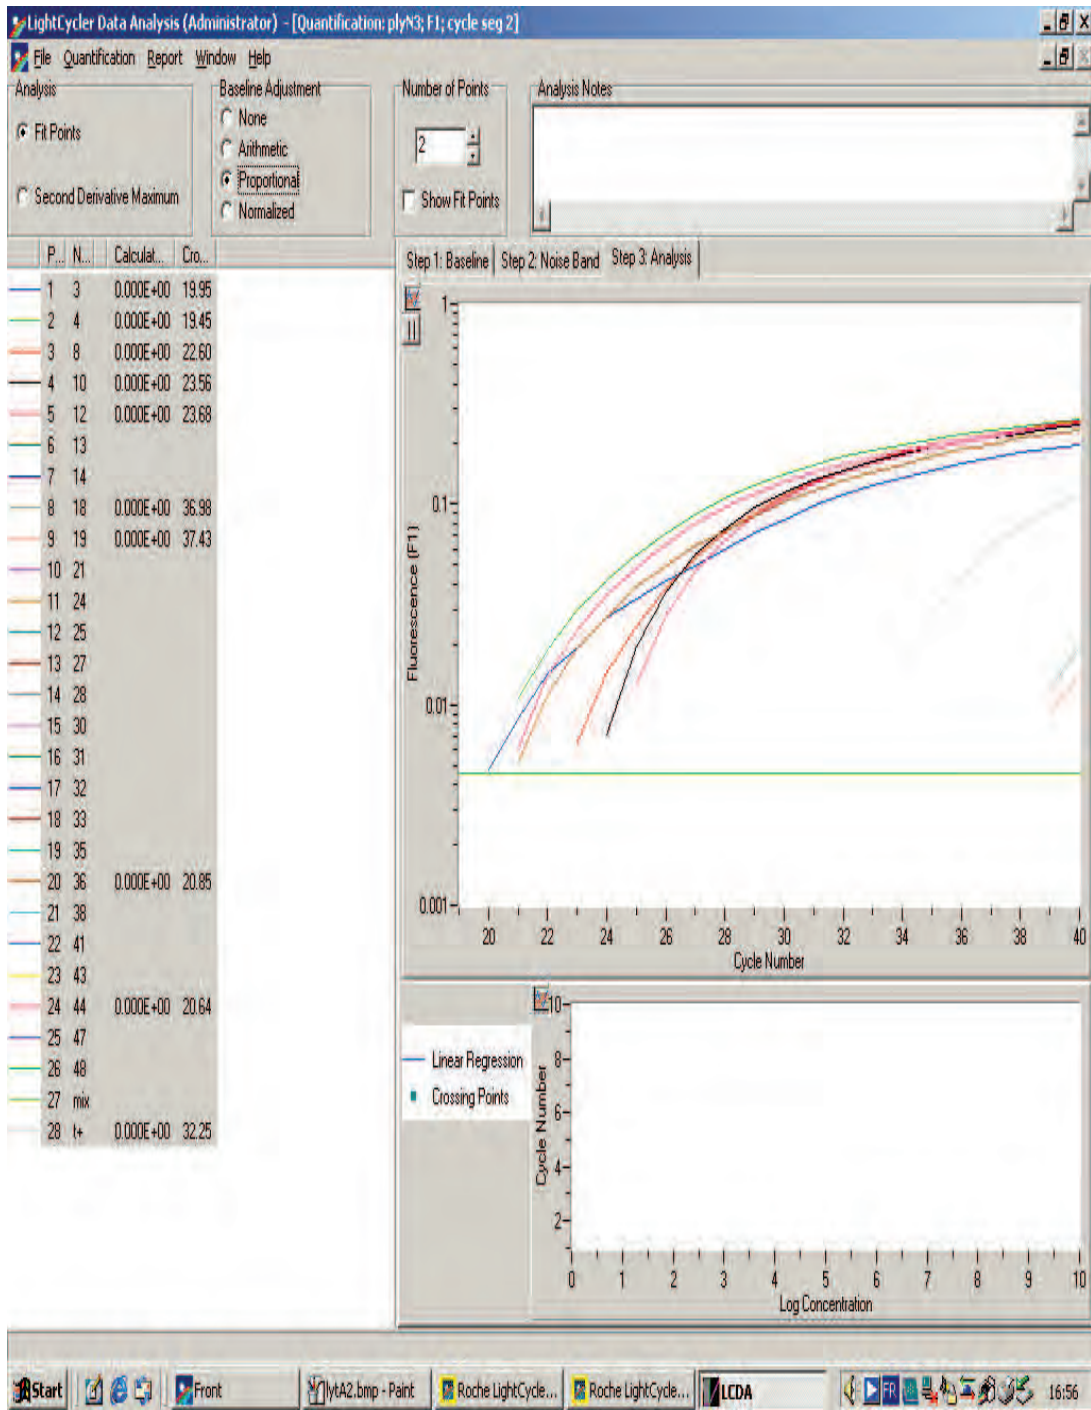 LightCycler Data Analysis (Administrator) - [Quantification: plyN3; F1; cycle seg 2]
File Quantification Report Window Help
Analysis
Fit Points
Second Derivative Maximum
Baseline Adjustment
None
Arithmetic
Proportional
Normalized
Number of Points
2
Show Fit Points
Analysis Notes
P... N... Calculat... Cro...
1 3 0.000E+00 19.95
2 4 0.000E+00 19.45
3 8 0.000E+00 22.60
4 10 0.000E+00 23.56
5 12 0.000E+00 23.68
6 13
7 14
8 18 0.000E+00 36.98
9 19 0.000E+00 37.43
10 21
11 24
12 25
13 27
14 28
15 30
16 31
17 32
18 33
19 35
20 36 0.000E+00 20.85
21 38
22 41
23 43
24 44 0.000E+00 20.64
25 47
26 48
27 mix
28 t+ 0.000E+00 32.25
Step 1: Baseline Step 2: Noise Band Step 3: Analysis
1
0.1
0.01
0.001
Fluorescence (F1)
20 22 24 26 28 30 32 34 36 38 40
Cycle Number
Linear Regression
Crossing Points
10
8
6
4
2
Cycle Number
0 1 2 3 4 5 6 7 8 9 10
Log Concentration
Start Front lytA2.bmp - Paint Roche LightCycle... Roche LightCycle... LCDA FR 16:56